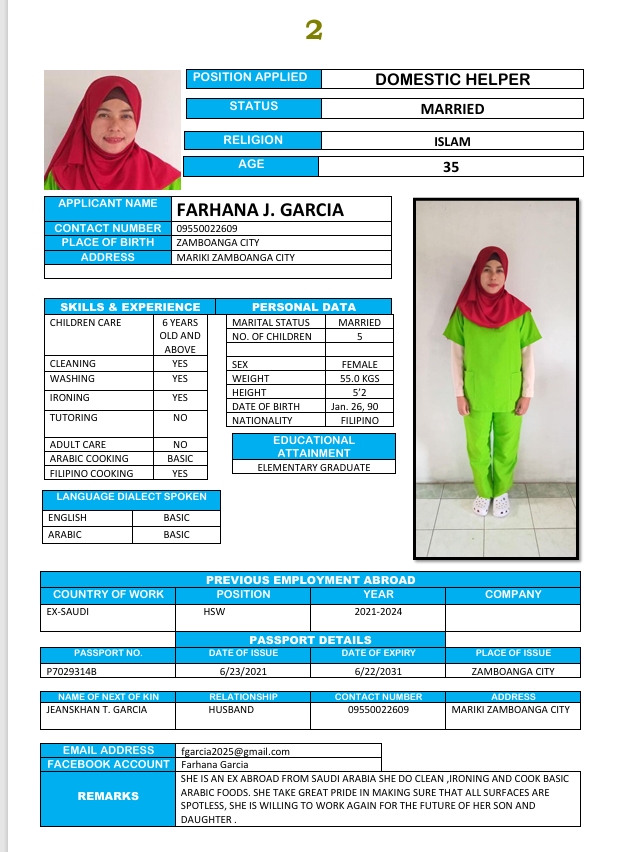 2
POSITION APPLIED DOMESTIC HELPER
STATUS MARRIED
RELIGION ISLAM
AGE 35
APPLICANT NAME FARHANA J. GARCIA
CONTACT NUMBER 09550022609
PLACE OF BIRTH ZAMBOANGA CITY
ADDRESS MARIKI ZAMBOANGA CITY
SKILLS & EXPERIENCE
CHILDREN CARE 6 YEARS
OLD AND
ABOVE
CLEANING YES
WASHING YES
IRONING YES
TUTORING NO
ADULT CARE NO
ARABIC COOKING BASIC
FILIPINO COOKING YES
PERSONAL DATA
MARITAL STATUS MARRIED
NO. OF CHILDREN 5
SEX FEMALE
WEIGHT 55.0 KGS
HEIGHT 5'2
DATE OF BIRTH Jan. 26, 90
NATIONALITY FILIPINO
EDUCATIONAL
ATTAINMENT
ELEMENTARY GRADUATE
LANGUAGE DIALECT SPOKEN
ENGLISH BASIC
ARABIC BASIC
PREVIOUS EMPLOYMENT ABROAD
COUNTRY OF WORK POSITION YEAR COMPANY
EX-SAUDI HSW 2021-2024
PASSPORT DETAILS
PASSPORT NO. DATE OF ISSUE DATE OF EXPIRY PLACE OF ISSUE
P7029314B 6/23/2021 6/22/2031 ZAMBOANGA CITY
NAME OF NEXT OF KIN RELATIONSHIP CONTACT NUMBER ADDRESS
JEANSKHAN T. GARCIA HUSBAND 09550022609 MARIKI ZAMBOANGA CITY
EMAIL ADDRESS fgarcia2025@gmail.com
FACEBOOK ACCOUNT Farhana Garcia
REMARKS
SHE IS AN EX ABROAD FROM SAUDI ARABIA SHE DO CLEAN ,IRONING AND COOK BASIC
ARABIC FOODS. SHE TAKE GREAT PRIDE IN MAKING SURE THAT ALL SURFACES ARE
SPOTLESS, SHE IS WILLING TO WORK AGAIN FOR THE FUTURE OF HER SON AND
DAUGHTER .